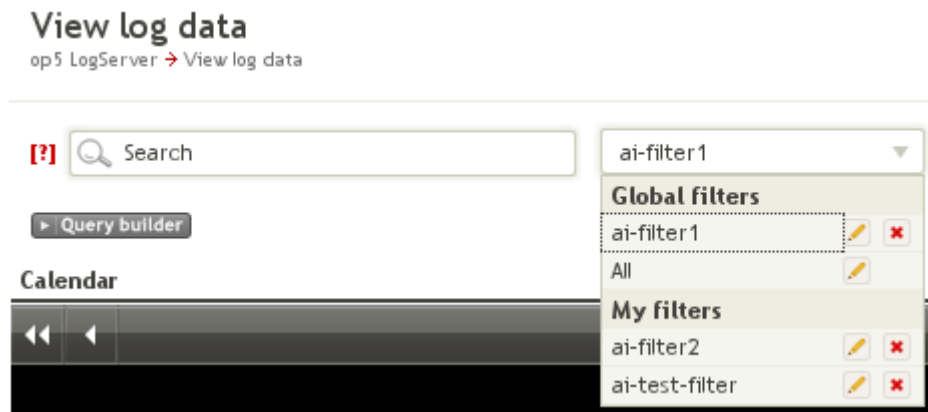 View log data
op5 LogServer → View log data
[?] Search
ai-filter1
Global filters
ai-filter1
All
My filters
ai-filter2
ai-test-filter
Query builder
Calendar